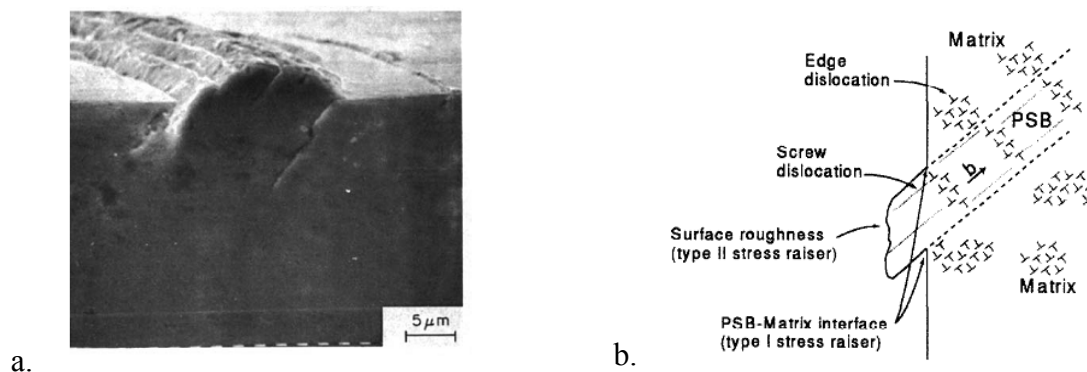 5 μm
a.
Matrix
Edge
dislocation
PSB
Screw
dislocation
b
Surface roughness
(type II stress raiser)
Matrix
PSB-Matrix interface
(type I stress raiser)
b.